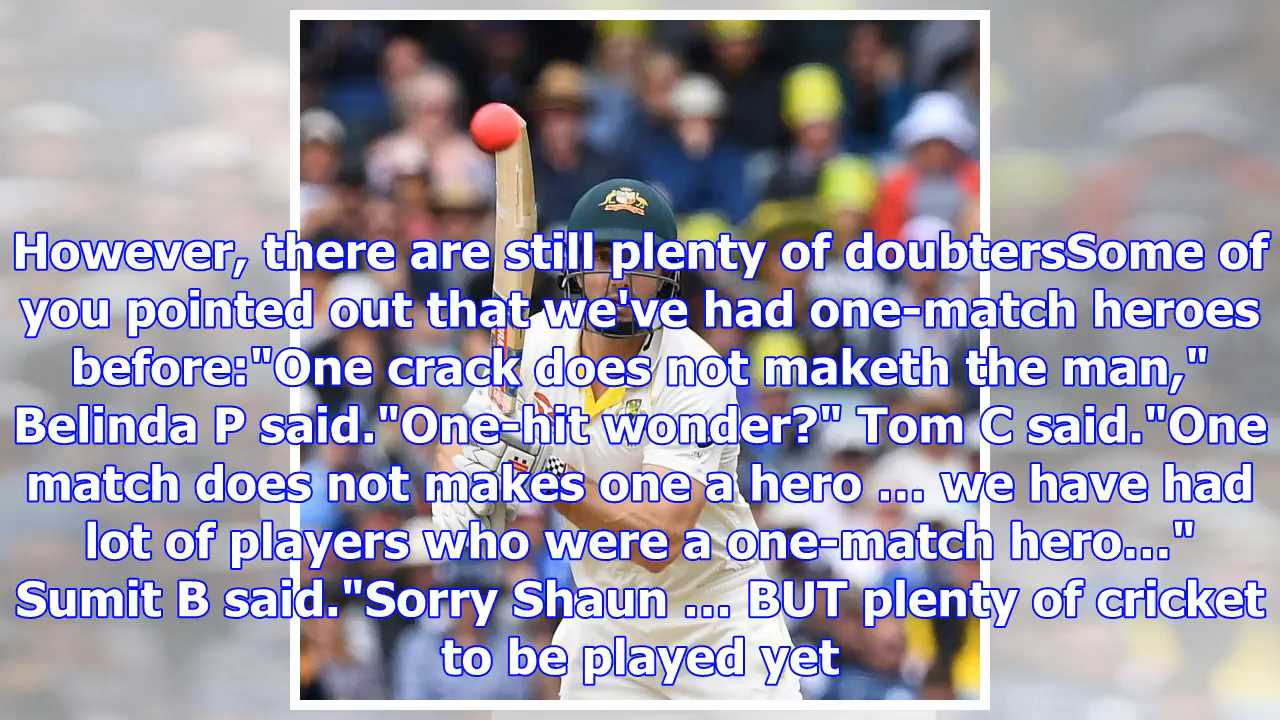 However, there are still plenty of doubtersSome of
you pointed out that we've had one-match heroes
before:"One crack does not maketh the man,"
Belinda P said."One-hit wonder?" Tom C said."One
match does not makes one a hero ... we have had
lot of players who were a one-match hero..."
Sumit B said."Sorry Shaun ... BUT plenty of cricket
to be played yet